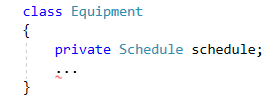 class Equipment
{
    private Schedule schedule;
    ...
}